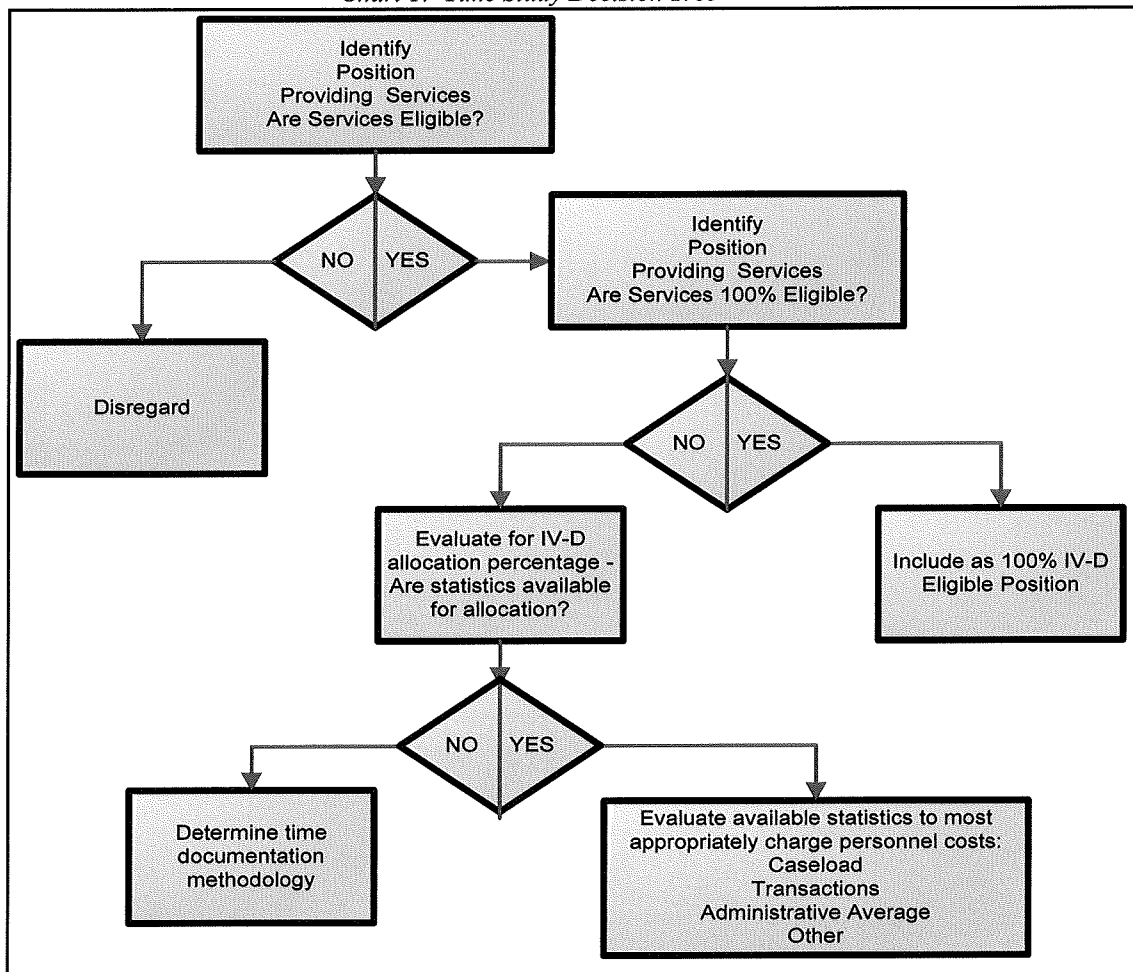 Identify
Position
Providing Services
Are Services Eligible?
NO
YES
Identify
Position
Providing Services
Are Services 100% Eligible?
Disregard
NO
YES
Evaluate for IV-D
allocation percentage -
Are statistics available
for allocation?
Include as 100% IV-D
Eligible Position
NO
YES
Determine time
documentation
methodology
Evaluate available statistics to most
appropriately charge personnel costs:
Caseload
Transactions
Administrative Average
Other